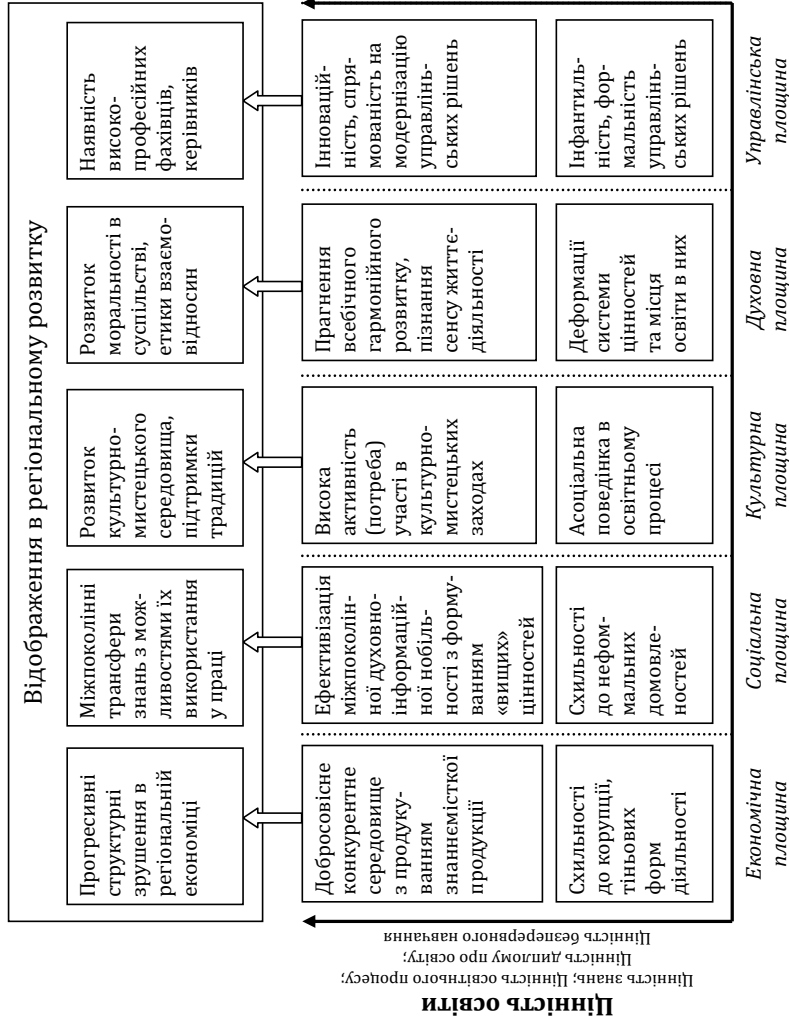 Відображення в регіональному розвитку
Прогресивні
структурні
зрушення в
регіональній
економіці
Міжпоколінні
трансфери
знань з мож-
ливостями їх
використання
у праці
Розвиток
культурно-
мистецького
середовища,
підтримки
традицій
Розвиток
моральності в
суспільстві,
етики взаємо-
відносин
Наявність
високо-
професійних
фахівців,
керівників
Добросовісне
конкурентне
середовище
з продуку-
ванням
знаннємісткої
продукції
Ефективізація
міжпоколін-
ної духовно-
інформацій-
ної нобіль-
ності з форму-
ванням
«вищих»
цінностей
Висока
активність
(потреба)
участі в
культурно-
мистецьких
заходах
Прагнення
всебічного
гармонійного
розвитку,
пізнання
сенсу життє-
діяльності
Інновацій-
ність, спря-
мованість на
модернізацію
управлінь-
ських рішень
Схильності
до корупції,
тіньових
форм
діяльності
Схильності
до нефор-
мальних
домовле-
ностей
Асоціальна
поведінка в
освітньому
процесі
Деформації
системи
цінностей
та місця
освіти в них
Інфантиль-
ність, фор-
мальність
управлінь-
ських рішень
Економічна
площина
Соціальна
площина
Культурна
площина
Духовна
площина
Управлінська
площина
Цінність освіти
Цінність знань; Цінність освітнього процесу;
Цінність диплому про освіту;
Цінність безперервного навчання